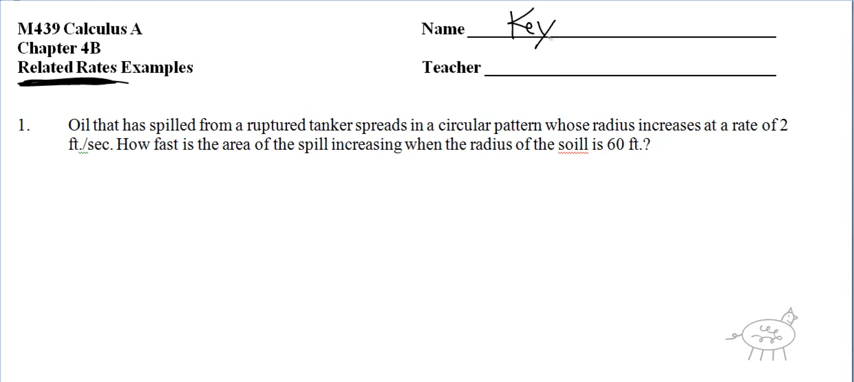 M439 Calculus A
Name Key
Chapter 4B
Related Rates Examples
Teacher
1. Oil that has spilled from a ruptured tanker spreads in a circular pattern whose radius increases at a rate of 2
ft./sec. How fast is the area of the spill increasing when the radius of the soill is 60 ft.?